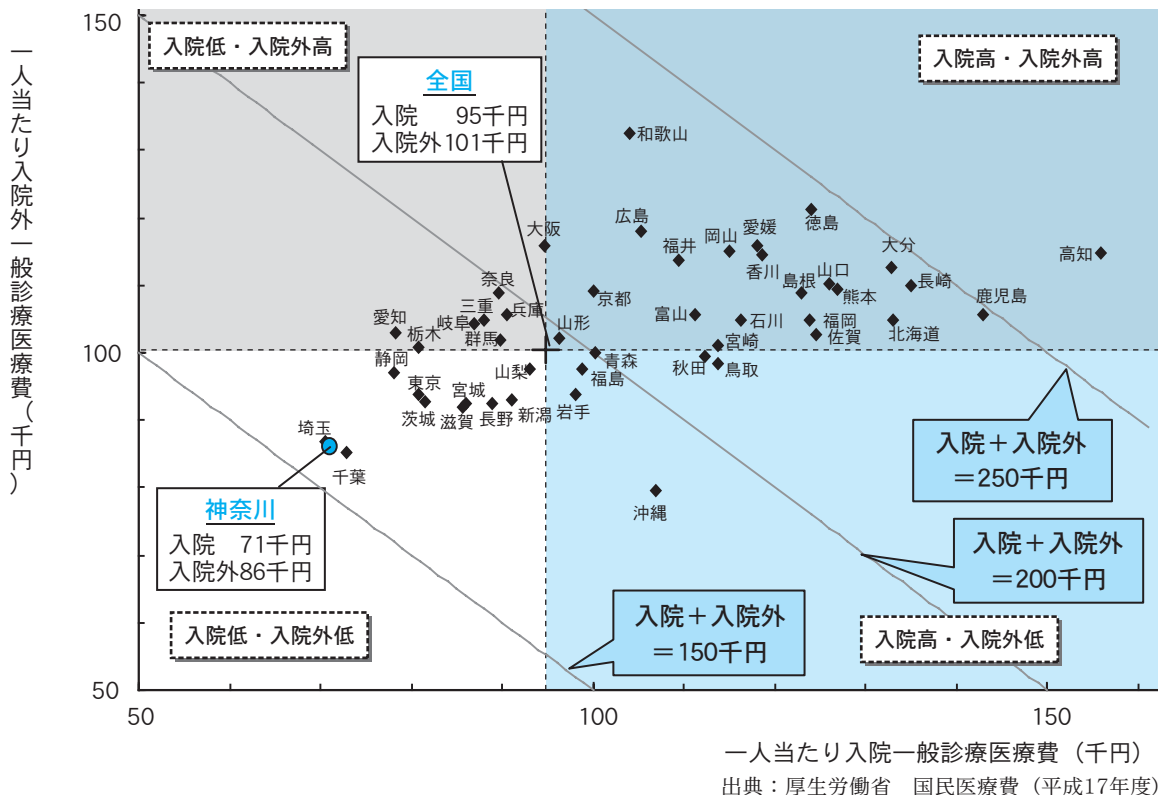 一人当たり入院外一般診療医療費（千円）
150
100
50
入院低・入院外高
入院高・入院外高
全国
入院 95千円
入院外101千円
和歌山
大阪
広島
福井
岡山
愛媛
香川
徳島
島根
山口
熊本
大分
長崎
高知
鹿児島
奈良
三重
兵庫
岐阜
群馬
愛知
栃木
京都
山形
富山
石川
福岡
佐賀
北海道
宮崎
静岡
東京
茨城
宮城
滋賀
長野
山梨
新潟
青森
福島
岩手
秋田
鳥取
埼玉
千葉
沖縄
神奈川
入院 71千円
入院外86千円
入院＋入院外
＝250千円
入院＋入院外
＝200千円
入院＋入院外
＝150千円
入院低・入院外低
入院高・入院外低
50
100
150
一人当たり入院一般診療医療費（千円）
出典：厚生労働省 国民医療費（平成17年度）